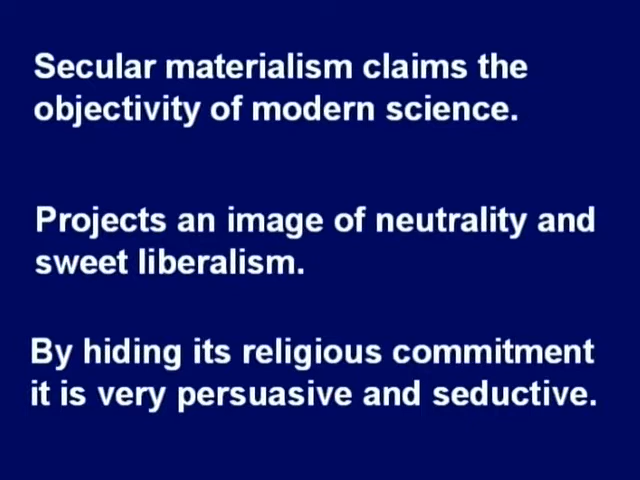 Secular materialism claims the
objectivity of modern science.
Projects an image of neutrality and
sweet liberalism.
By hiding its religious commitment
it is very persuasive and seductive.